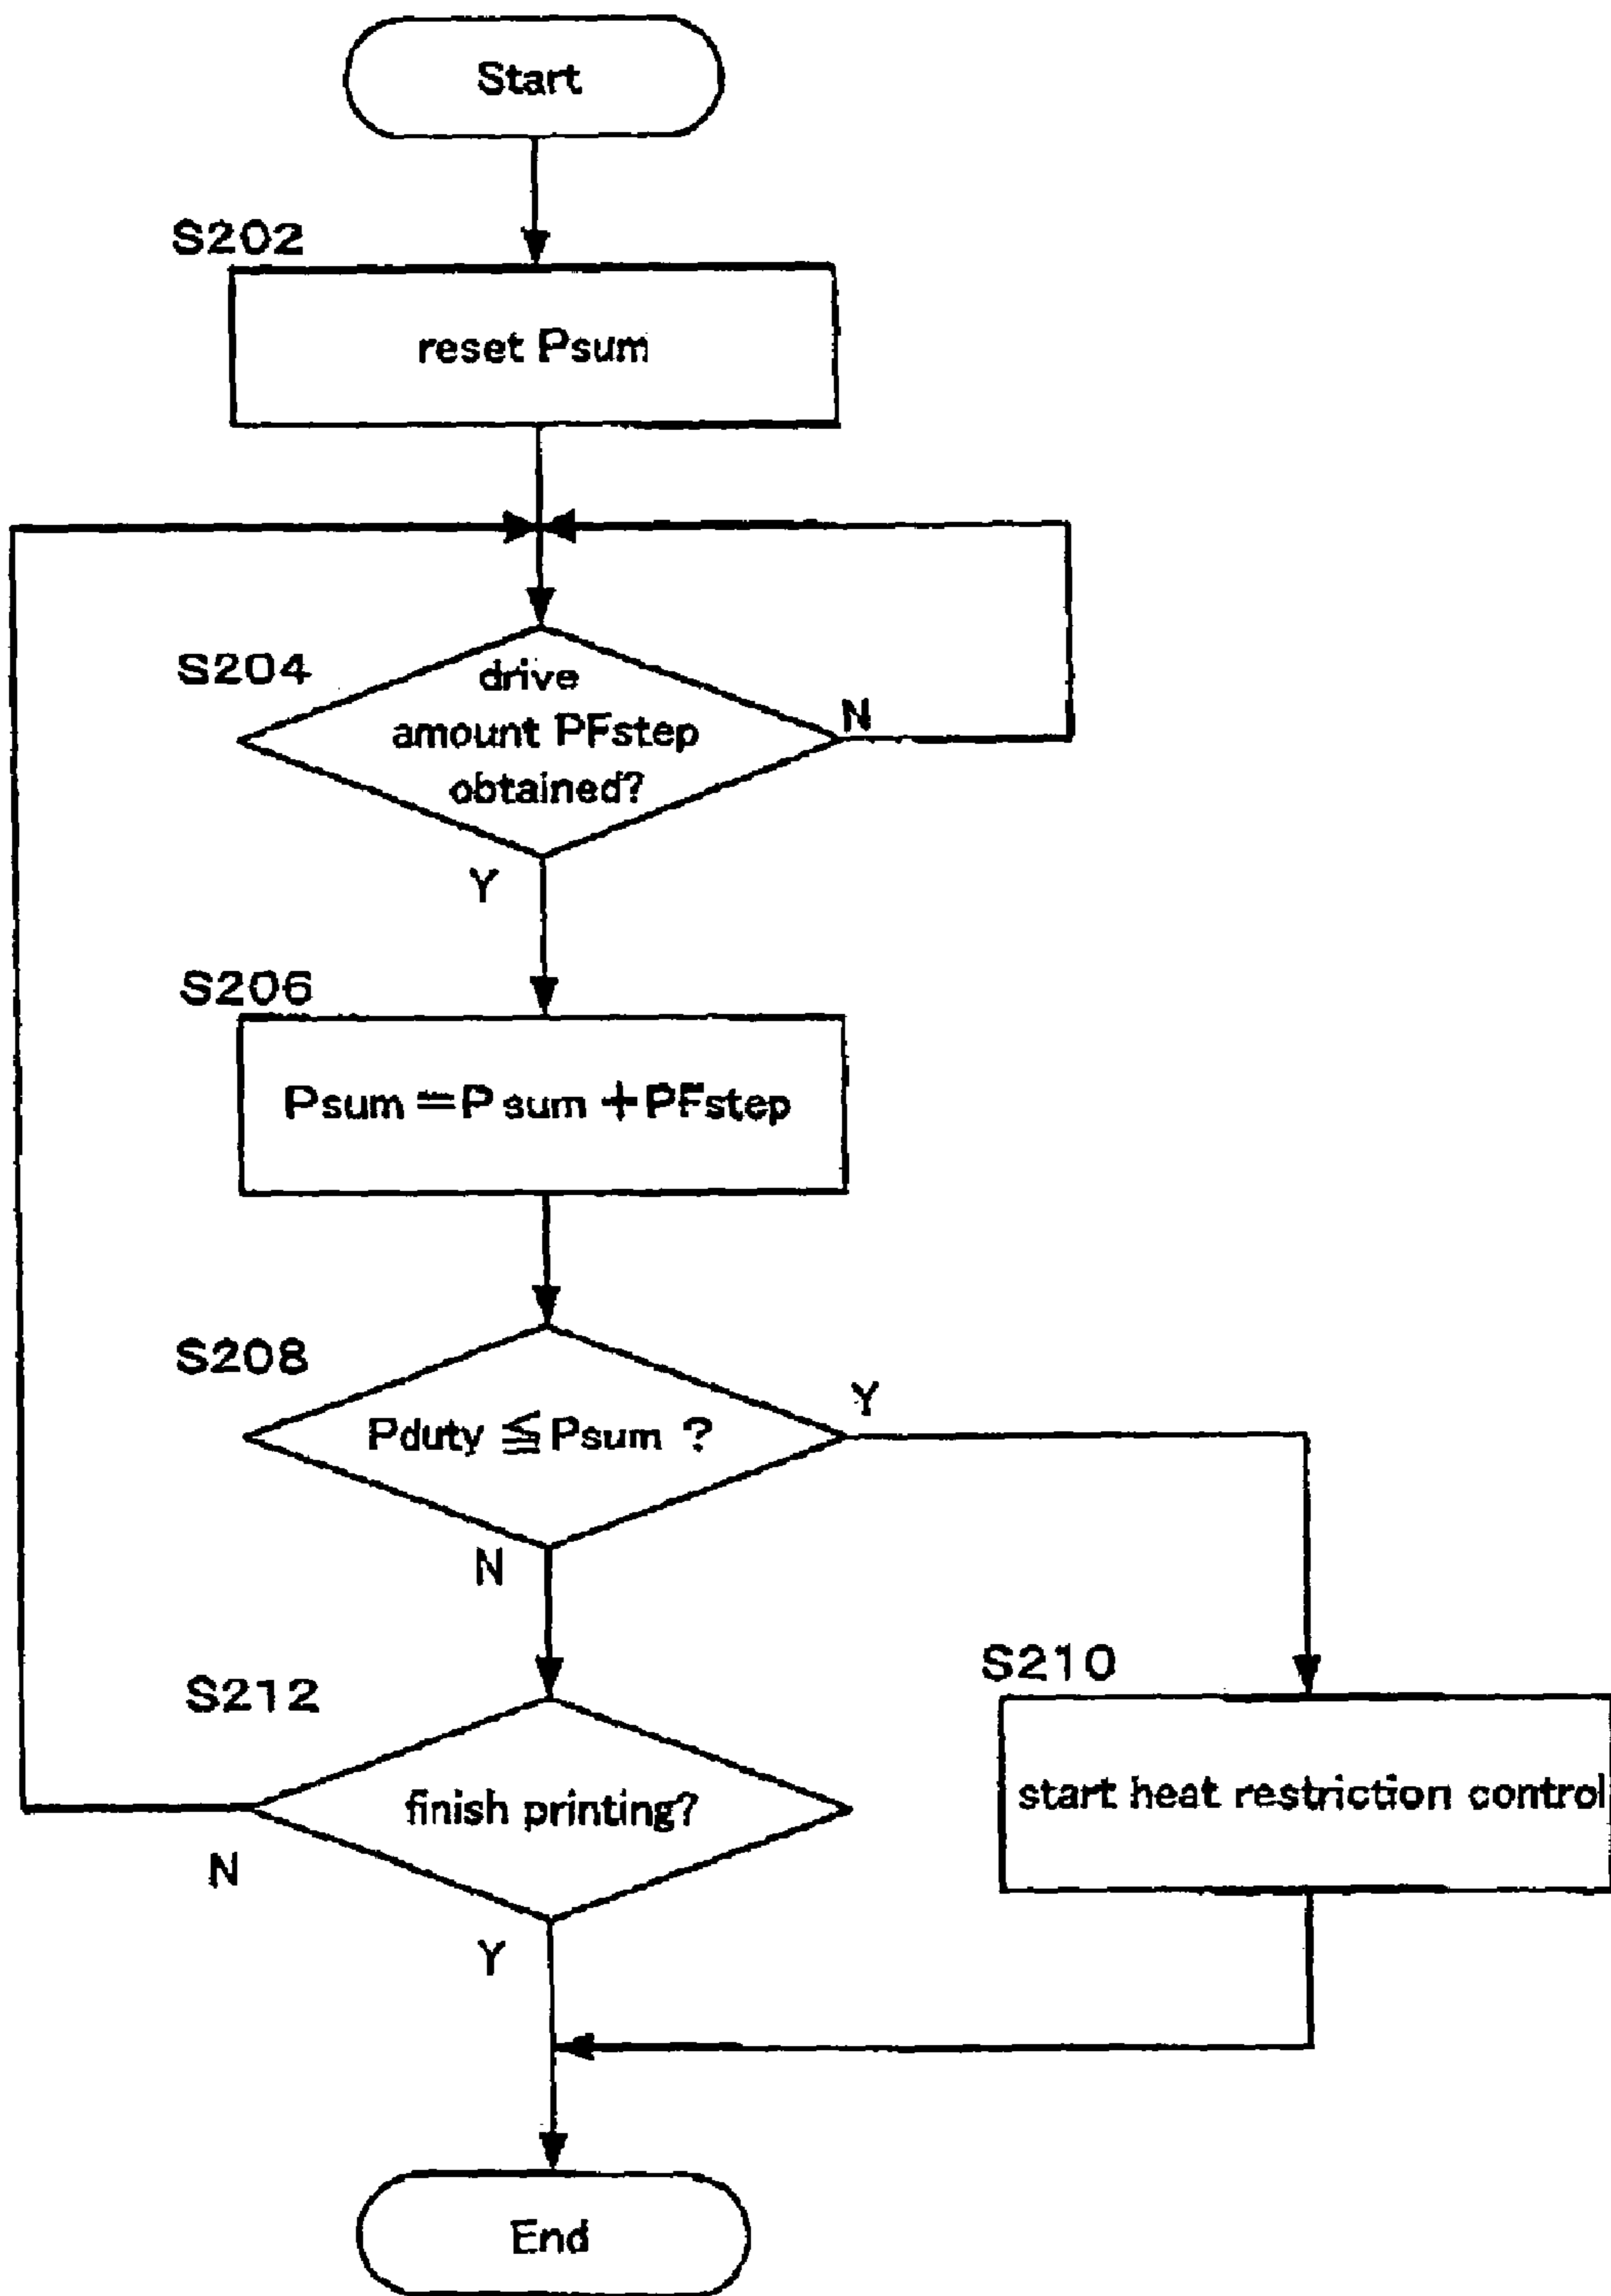 Start
S202
reset Psum
S204
drive
amount PFstep
obtained?
N
Y
S206
Psum = Psum + PFstep
S208
Pduty ≦ Psum ?
Y
N
S210
start heat restriction control
S212
finish printing?
N
Y
End